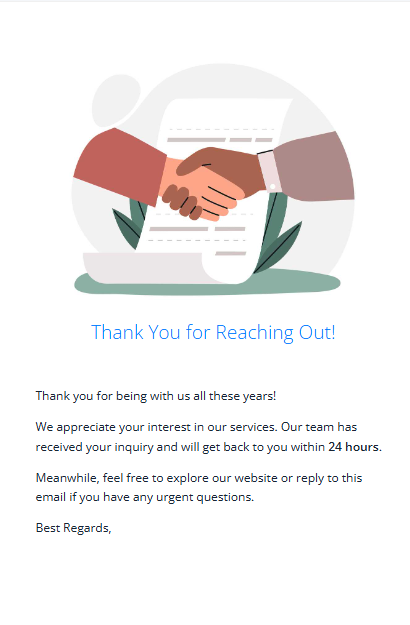 Thank You for Reaching Out!
Thank you for being with us all these years!
We appreciate your interest in our services. Our team has
received your inquiry and will get back to you within 24 hours.
Meanwhile, feel free to explore our website or reply to this
email if you have any urgent questions.
Best Regards,